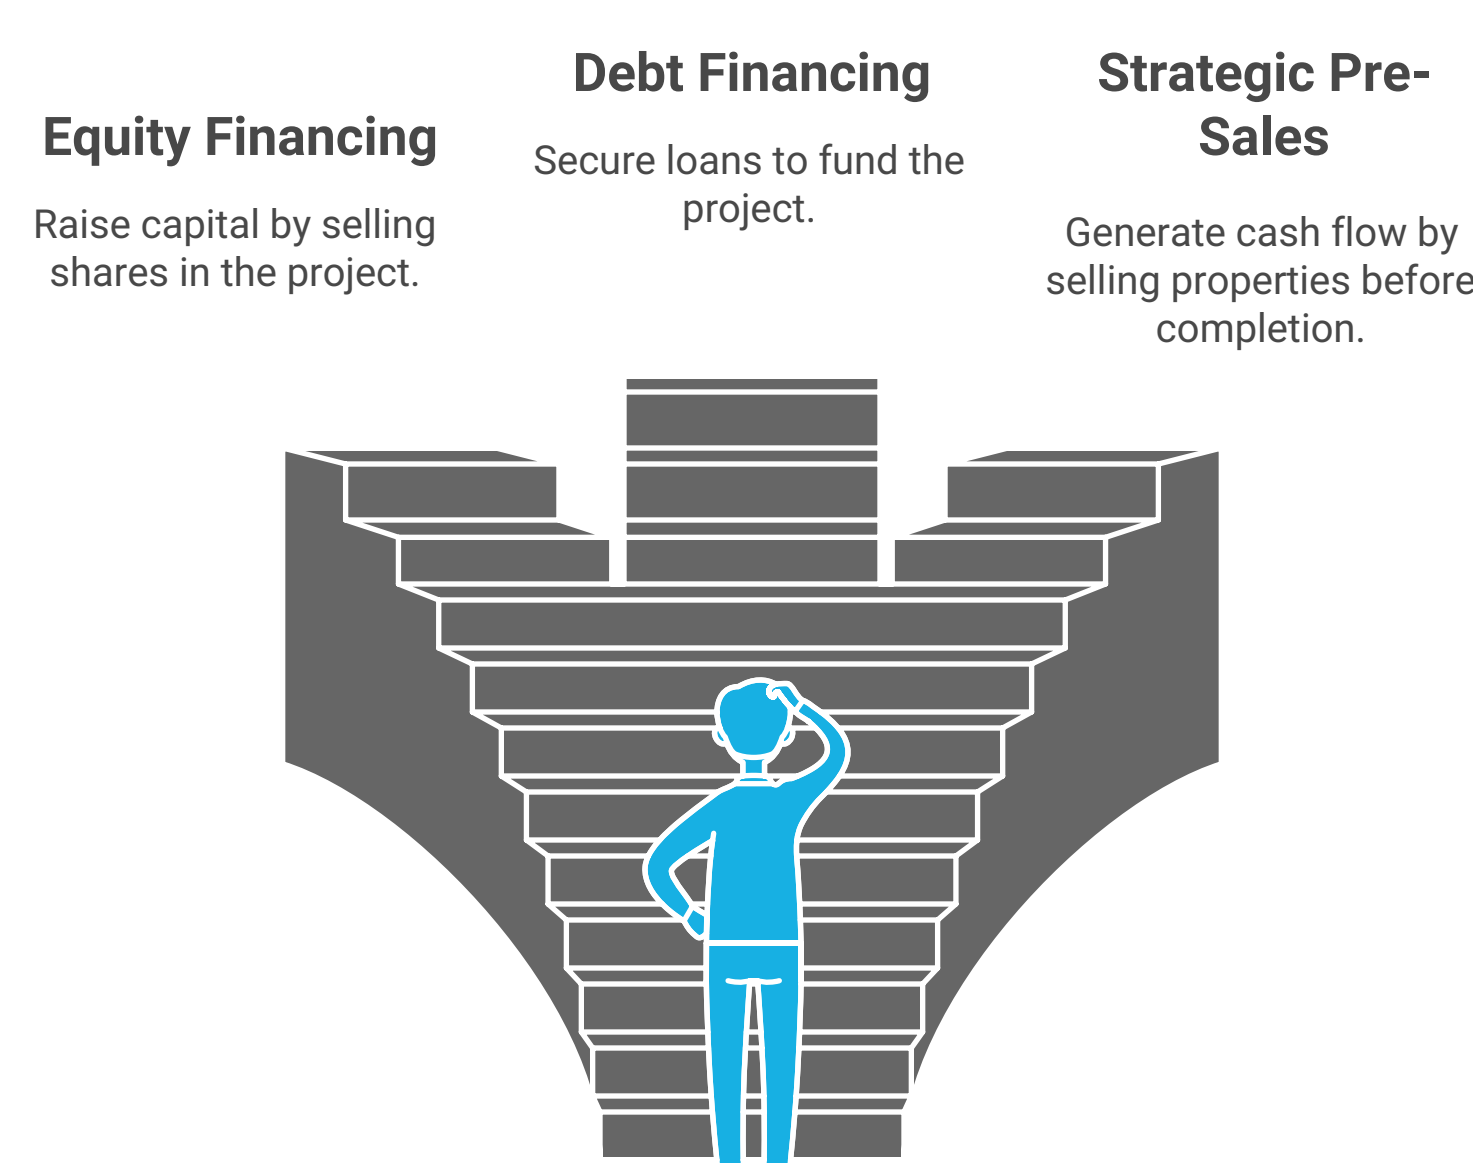 Equity Financing
Raise capital by selling
shares in the project.
Debt Financing
Secure loans to fund the
project.
Strategic Pre-
Sales
Generate cash flow by
selling properties before
completion.